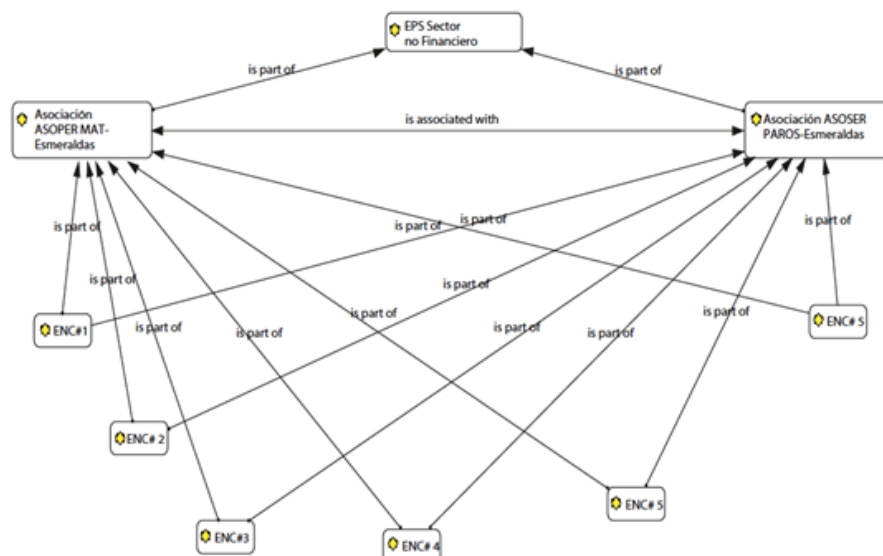 EPS Sector
no Financiero
is part of
is part of
Asociación
ASOPER MAT-
Esmeraldas
is associated with
Asociación ASOSER
PAROS-Esmeraldas
is part of
is part of
is part of
is part of
is part of
is part of
is part of
is part of
is part of
is part of
is part of
is part of
ENC#1
ENC# 5
ENC# 2
ENC# 5
ENC#3
ENC# 4